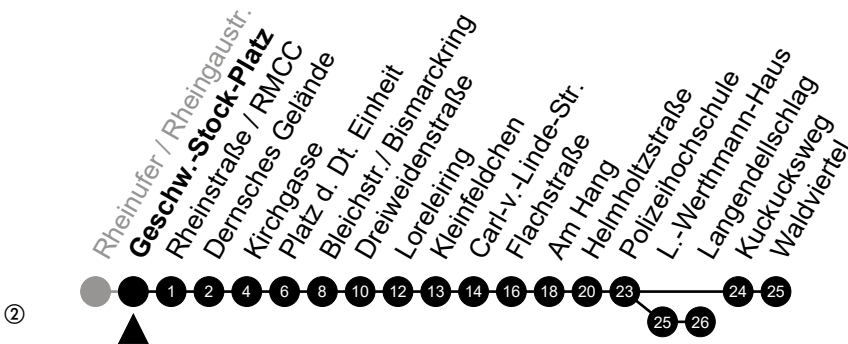 Rheinufer / Rheingaustr.
Geschw.-Stock-Platz
Rheinstraße / RMCC
Dernsches Gelände
Kirchgasse
Platz d. Dt. Einheit
Bleichstr./ Bismarckring
Dreiweidenstraße
Loreleiring
Kleinfeldchen
Carl-v.-Linde-Str.
Flachstraße
Am Hang
Helmholtzstraße
Polizeihochschule
L.-Werthmann-Haus
Langendellschlag
Kuckucksweg
Waldviertel
1 2 4 6 8 10 12 13 14 16 18 20 23 24 25
② 25 26